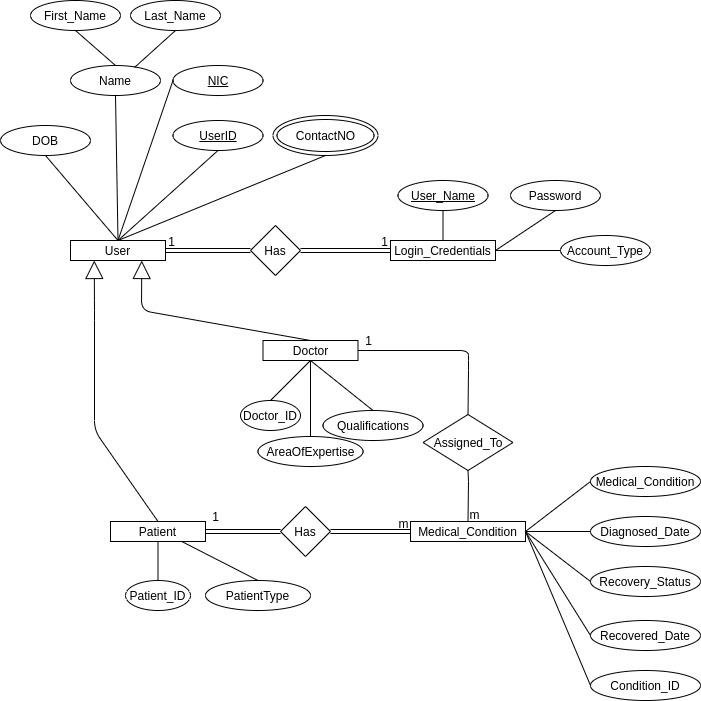 First_Name
Last_Name
Name
NIC
DOB
UserID
ContactNO
User_Name
Password
User
1
Has
1
Login_Credentials
Account_Type
Doctor
1
Doctor_ID
Qualifications
AreaOfExpertise
Assigned_To
Medical_Condition
1
m
m
Patient
Has
Medical_Condition
Diagnosed_Date
Recovery_Status
Patient_ID
PatientType
Recovered_Date
Condition_ID